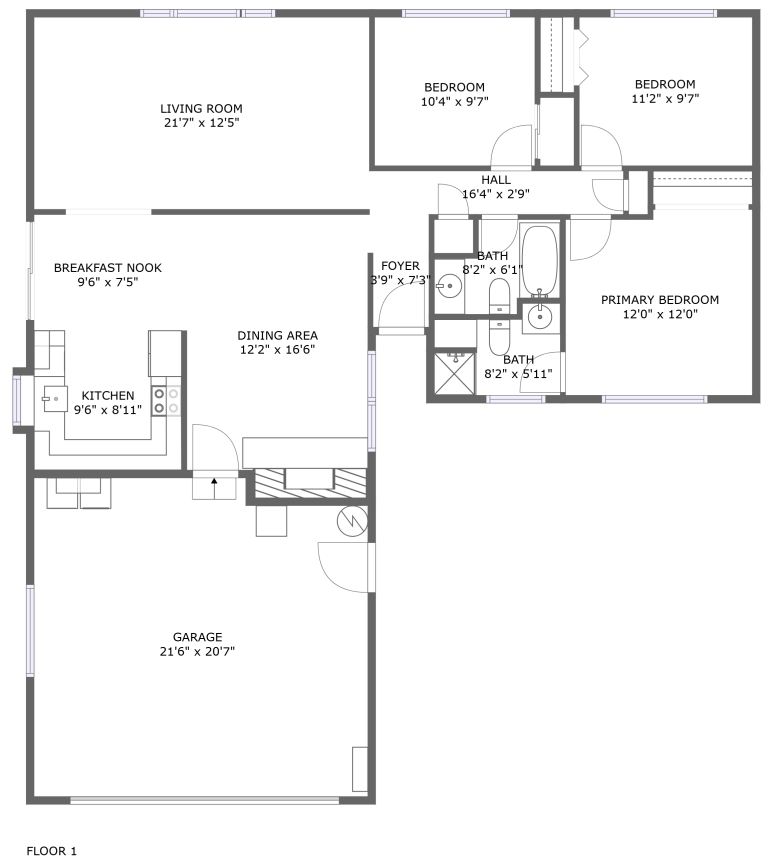 LIVING ROOM
21'7" x 12'5"
BEDROOM
10'4" x 9'7"
BEDROOM
11'2" x 9'7"
HALL
16'4" x 2'9"
BREAKFAST NOOK
9'6" x 7'5"
FOYER
3'9" x 7'3"
BATH
8'2" x 6'1"
PRIMARY BEDROOM
12'0" x 12'0"
DINING AREA
12'2" x 16'6"
BATH
8'2" x 5'11"
KITCHEN
9'6" x 8'11"
GARAGE
21'6" x 20'7"
FLOOR 1